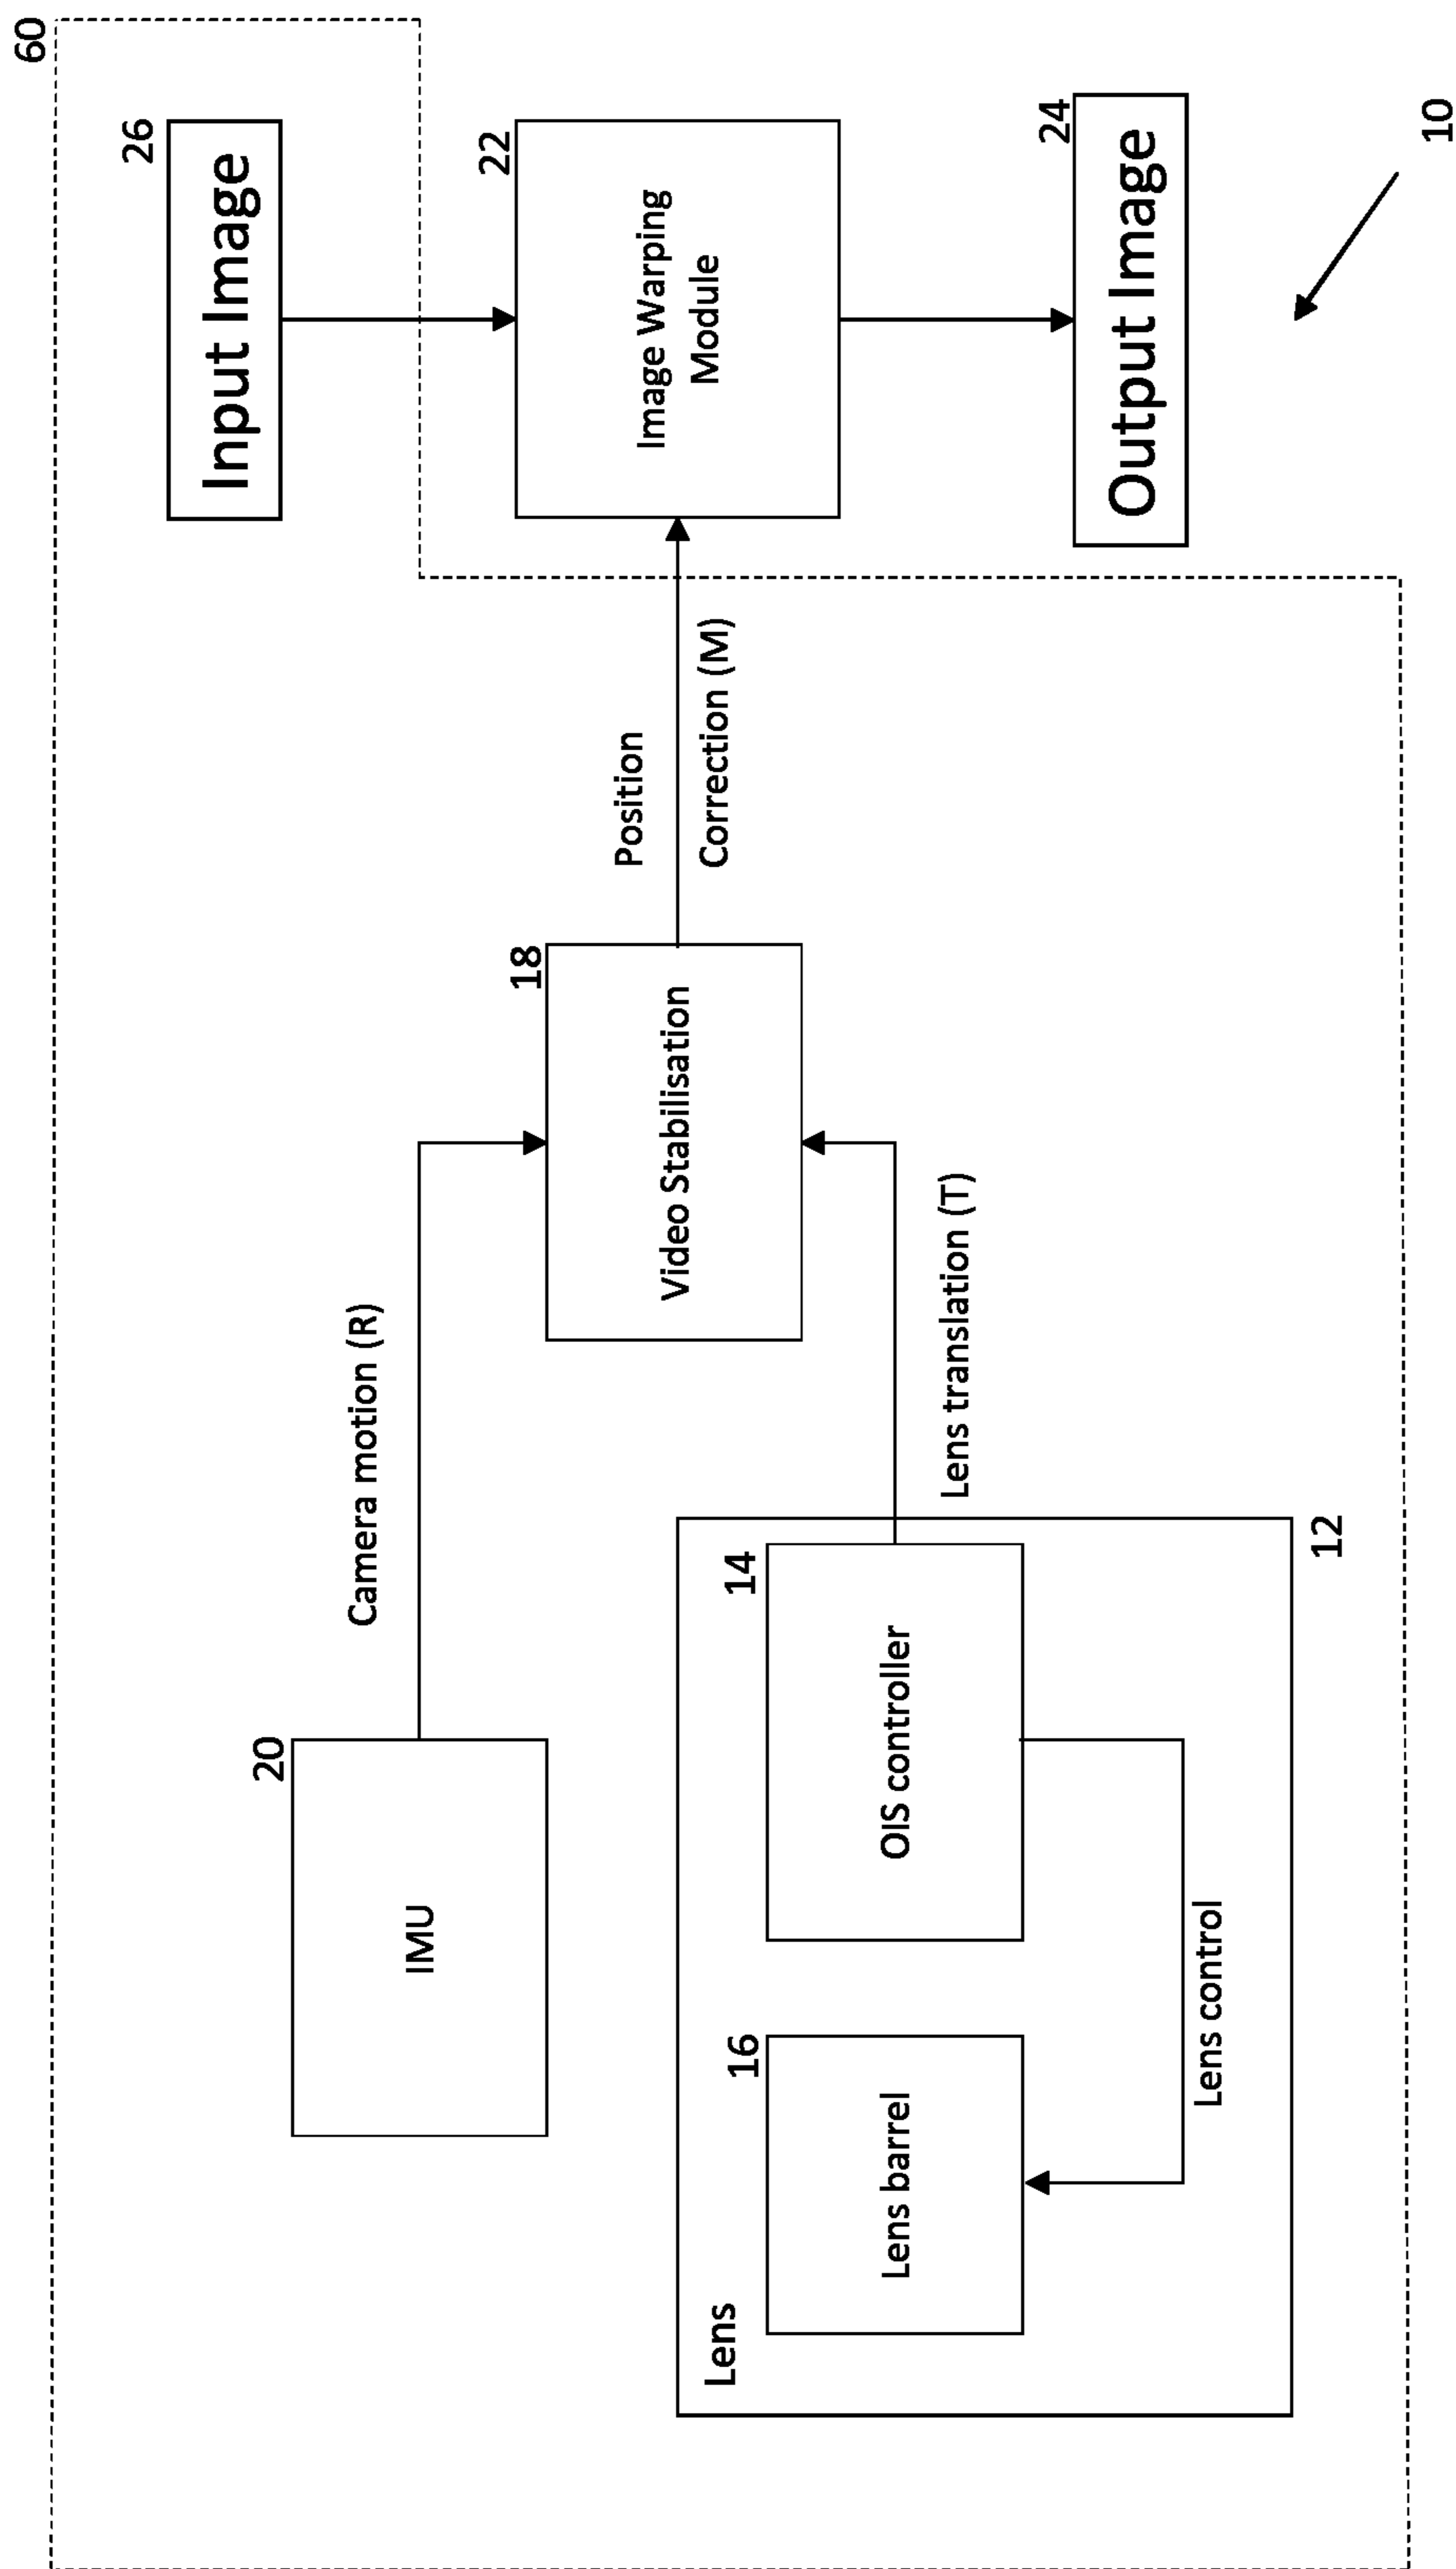 60
26
Input Image
20
IMU
Camera motion (R)
18
Video Stabilisation
Position
Correction (M)
22
Image Warping
Module
Lens
16
Lens barrel
14
OIS controller
Lens translation (T)
Lens control
12
24
Output Image
10